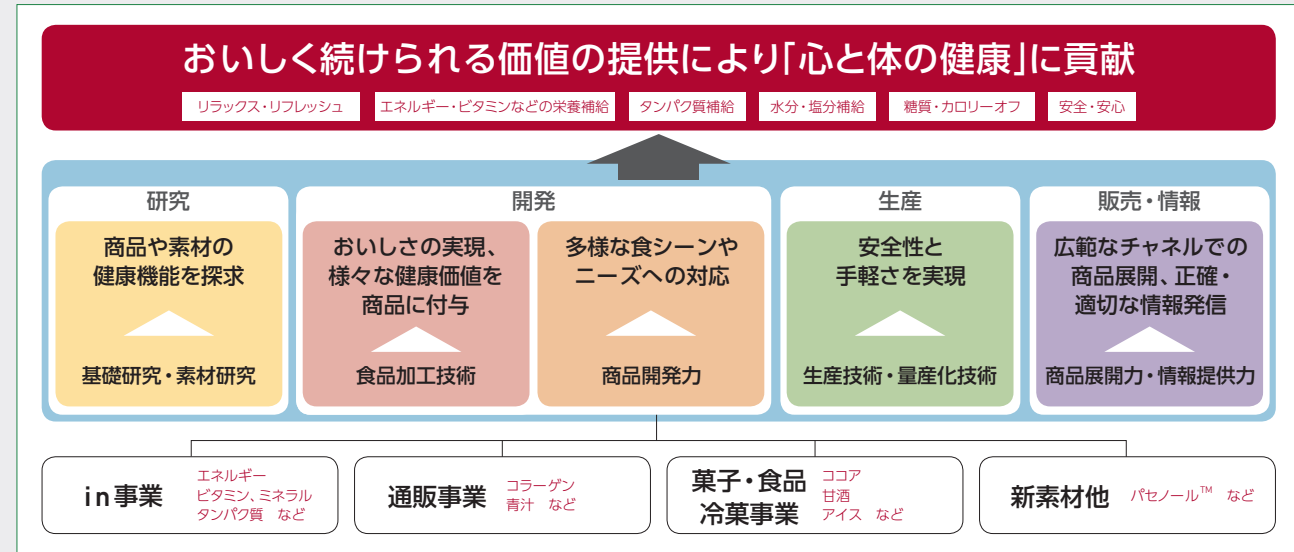 おいしく続けられる価値の提供により「心と体の健康」に貢献
リラックス・リフレッシュ
エネルギー・ビタミンなどの栄養補給
タンパク質補給
水分・塩分補給
糖質・カロリーオフ
安全・安心
研究
商品や素材の
健康機能を探求
基礎研究・素材研究
開発
おいしさの実現、
様々な健康価値を
商品に付与
食品加工技術
多様な食シーンや
ニーズへの対応
商品開発力
生産
安全性と
手軽さを実現
生産技術・量産化技術
販売・情報
広範なチャネルでの
商品展開、正確・
適切な情報発信
商品展開力・情報提供力
in事業
エネルギー
ビタミン、ミネラル
タンパク質 など
通販事業
コラーゲン
青汁 など
菓子・食品
冷菓事業
ココア
甘酒
アイス など
新素材他
パセノール™ など